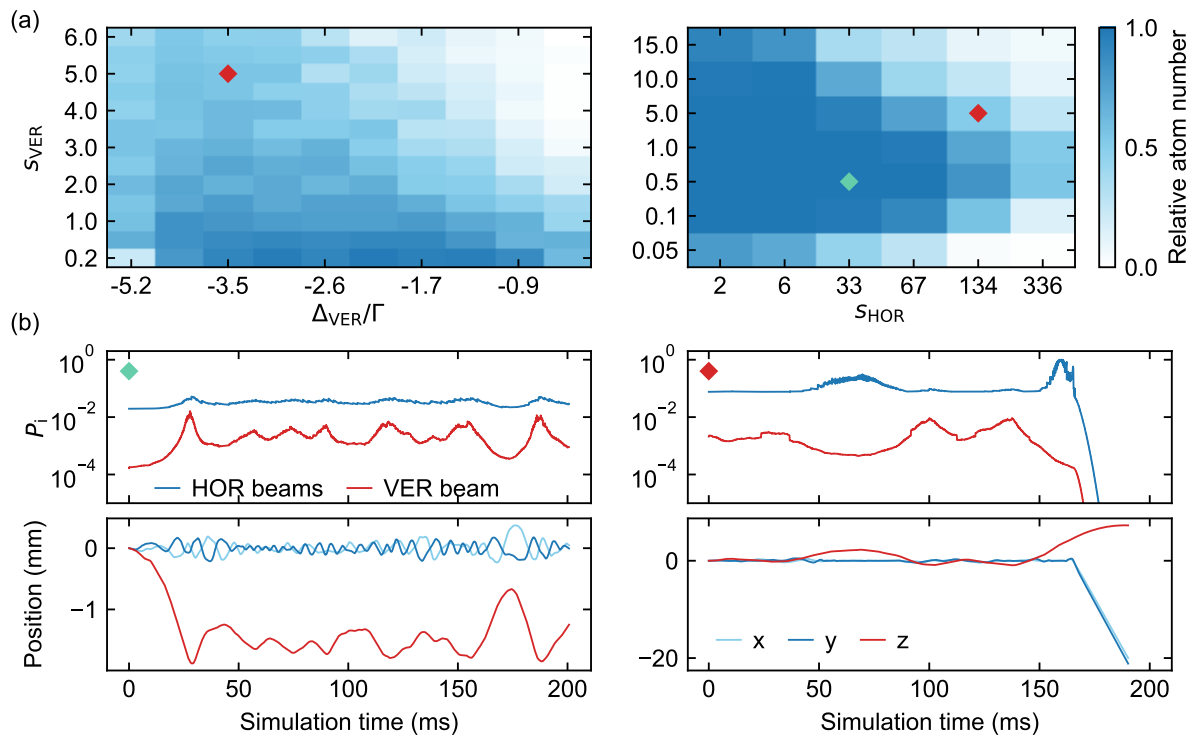 (a)
6.0
5.0
4.0
3.0
2.0
1.0
0.2
sVER
-5.2 -3.5 -2.6 -1.7 -0.9
ΔVER/Γ
15.0
10.0
5.0
1.0
0.5
0.1
0.05
2 6 33 67 134 336
sHOR
1.0
0.5
0.0
Relative atom number
(b)
10^0
10^-2
10^-4
Pi
HOR beams VER beam
10^0
10^-2
10^-4
0
−1
Position (mm)
0 50 100 150 200
Simulation time (ms)
0
−20
x y z
0 50 100 150 200
Simulation time (ms)